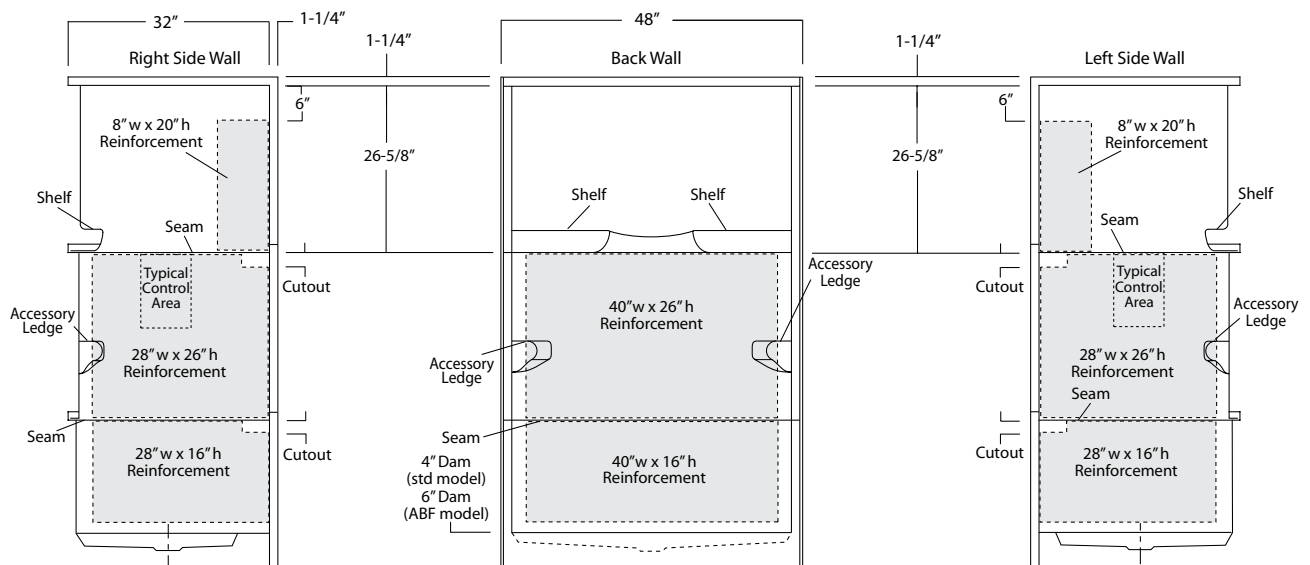 32”
1-1/4”
48”
1-1/4”
1-1/4”
Right Side Wall
Back Wall
Left Side Wall
6”
6”
8”w x 20”h
Reinforcement
8”w x 20”h
Reinforcement
26-5/8”
26-5/8”
Shelf
Shelf
Shelf
Shelf
Seam
Seam
Typical
Control
Area
Cutout
Accessory
Ledge
Typical
Control
Area
Cutout
Accessory
Ledge
40”w x 26”h
Reinforcement
Accessory
Ledge
28”w x 26”h
Reinforcement
Accessory
Ledge
28”w x 26”h
Reinforcement
Seam
Seam
Seam
28”w x 16”h
Reinforcement
Cutout
4” Dam
(std model)
6” Dam
(ABF model)
40”w x 16”h
Reinforcement
Cutout
28”w x 16”h
Reinforcement